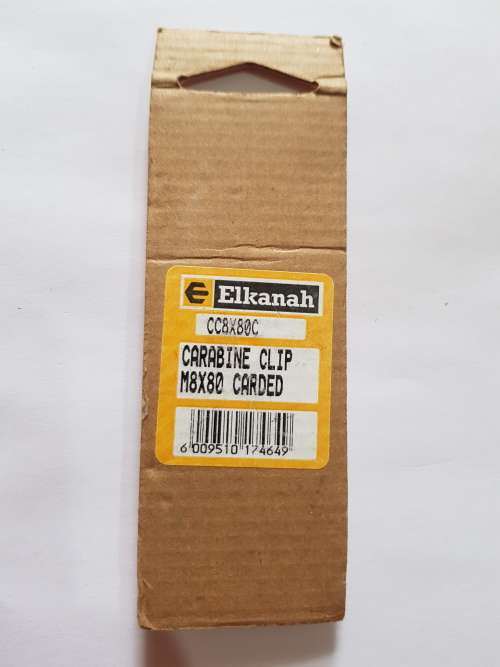 Elkanah
CC8X80C
CARABINE CLIP
M8X80 CARDED
6 009510 174649